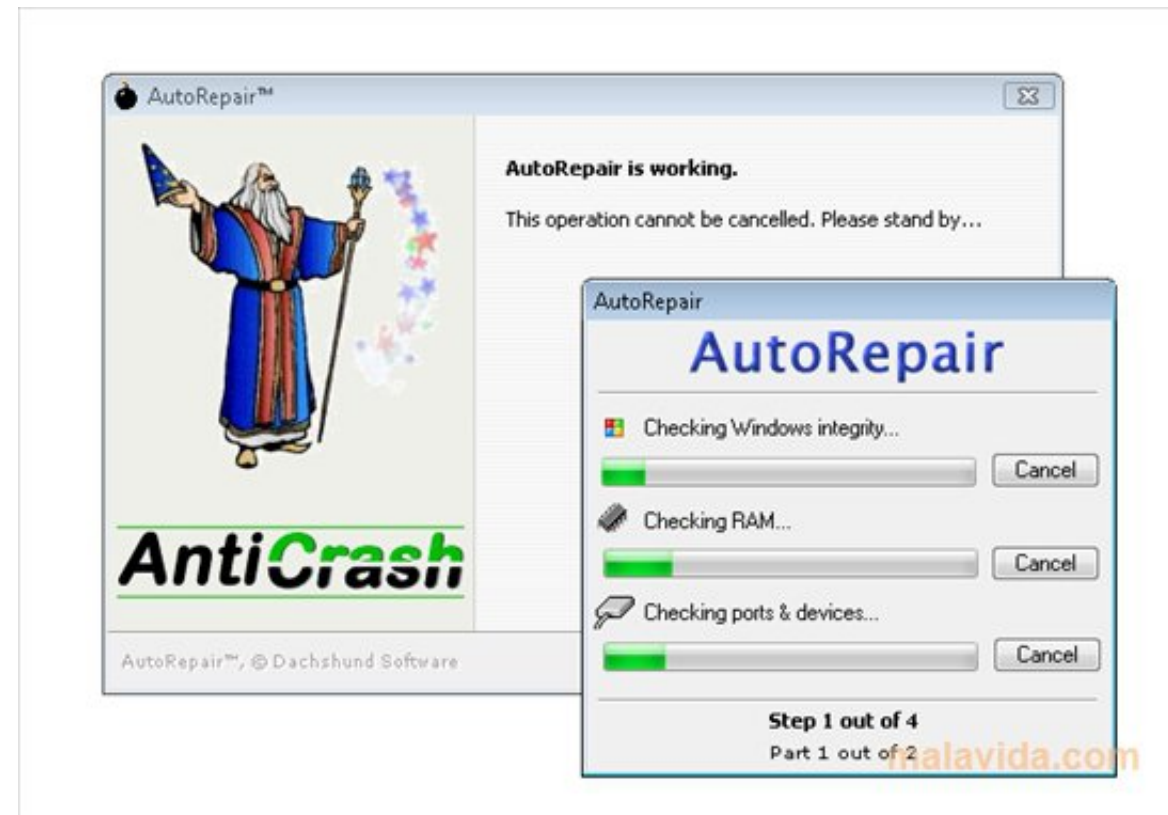 AutoRepair™
AutoRepair is working.
This operation cannot be cancelled. Please stand by...
AntiCrash
AutoRepair™, © Dachshund Software
AutoRepair
AutoRepair
Checking Windows integrity...
Cancel
Checking RAM...
Cancel
Checking ports & devices...
Cancel
Step 1 out of 4
Part 1 out of 2
malavida.com